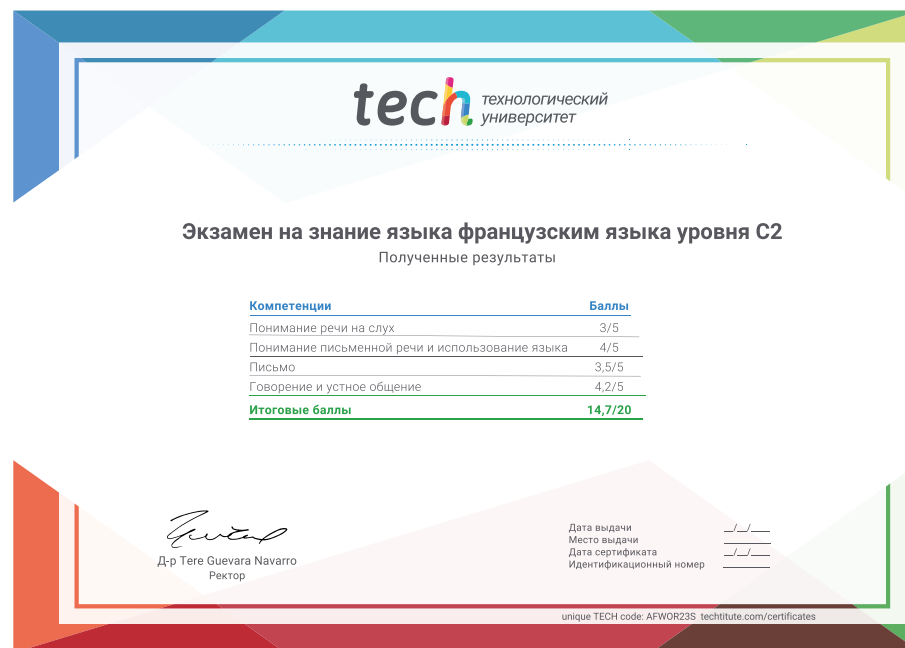 tech технологический
университет
Экзамен на знание языка французским языка уровня C2
Полученные результаты
Компетенции Баллы
Понимание речи на слух 3/5
Понимание письменной речи и использование языка 4/5
Письмо 3,5/5
Говорение и устное общение 4,2/5
Итоговые баллы 14,7/20
Д-р Tere Guevara Navarro
Ректор
Дата выдачи __/__/____
Место выдачи ________
Дата сертификата __/__/____
Идентификационный номер ________
unique TECH code: AFWOR23S techtitute.com/certificates